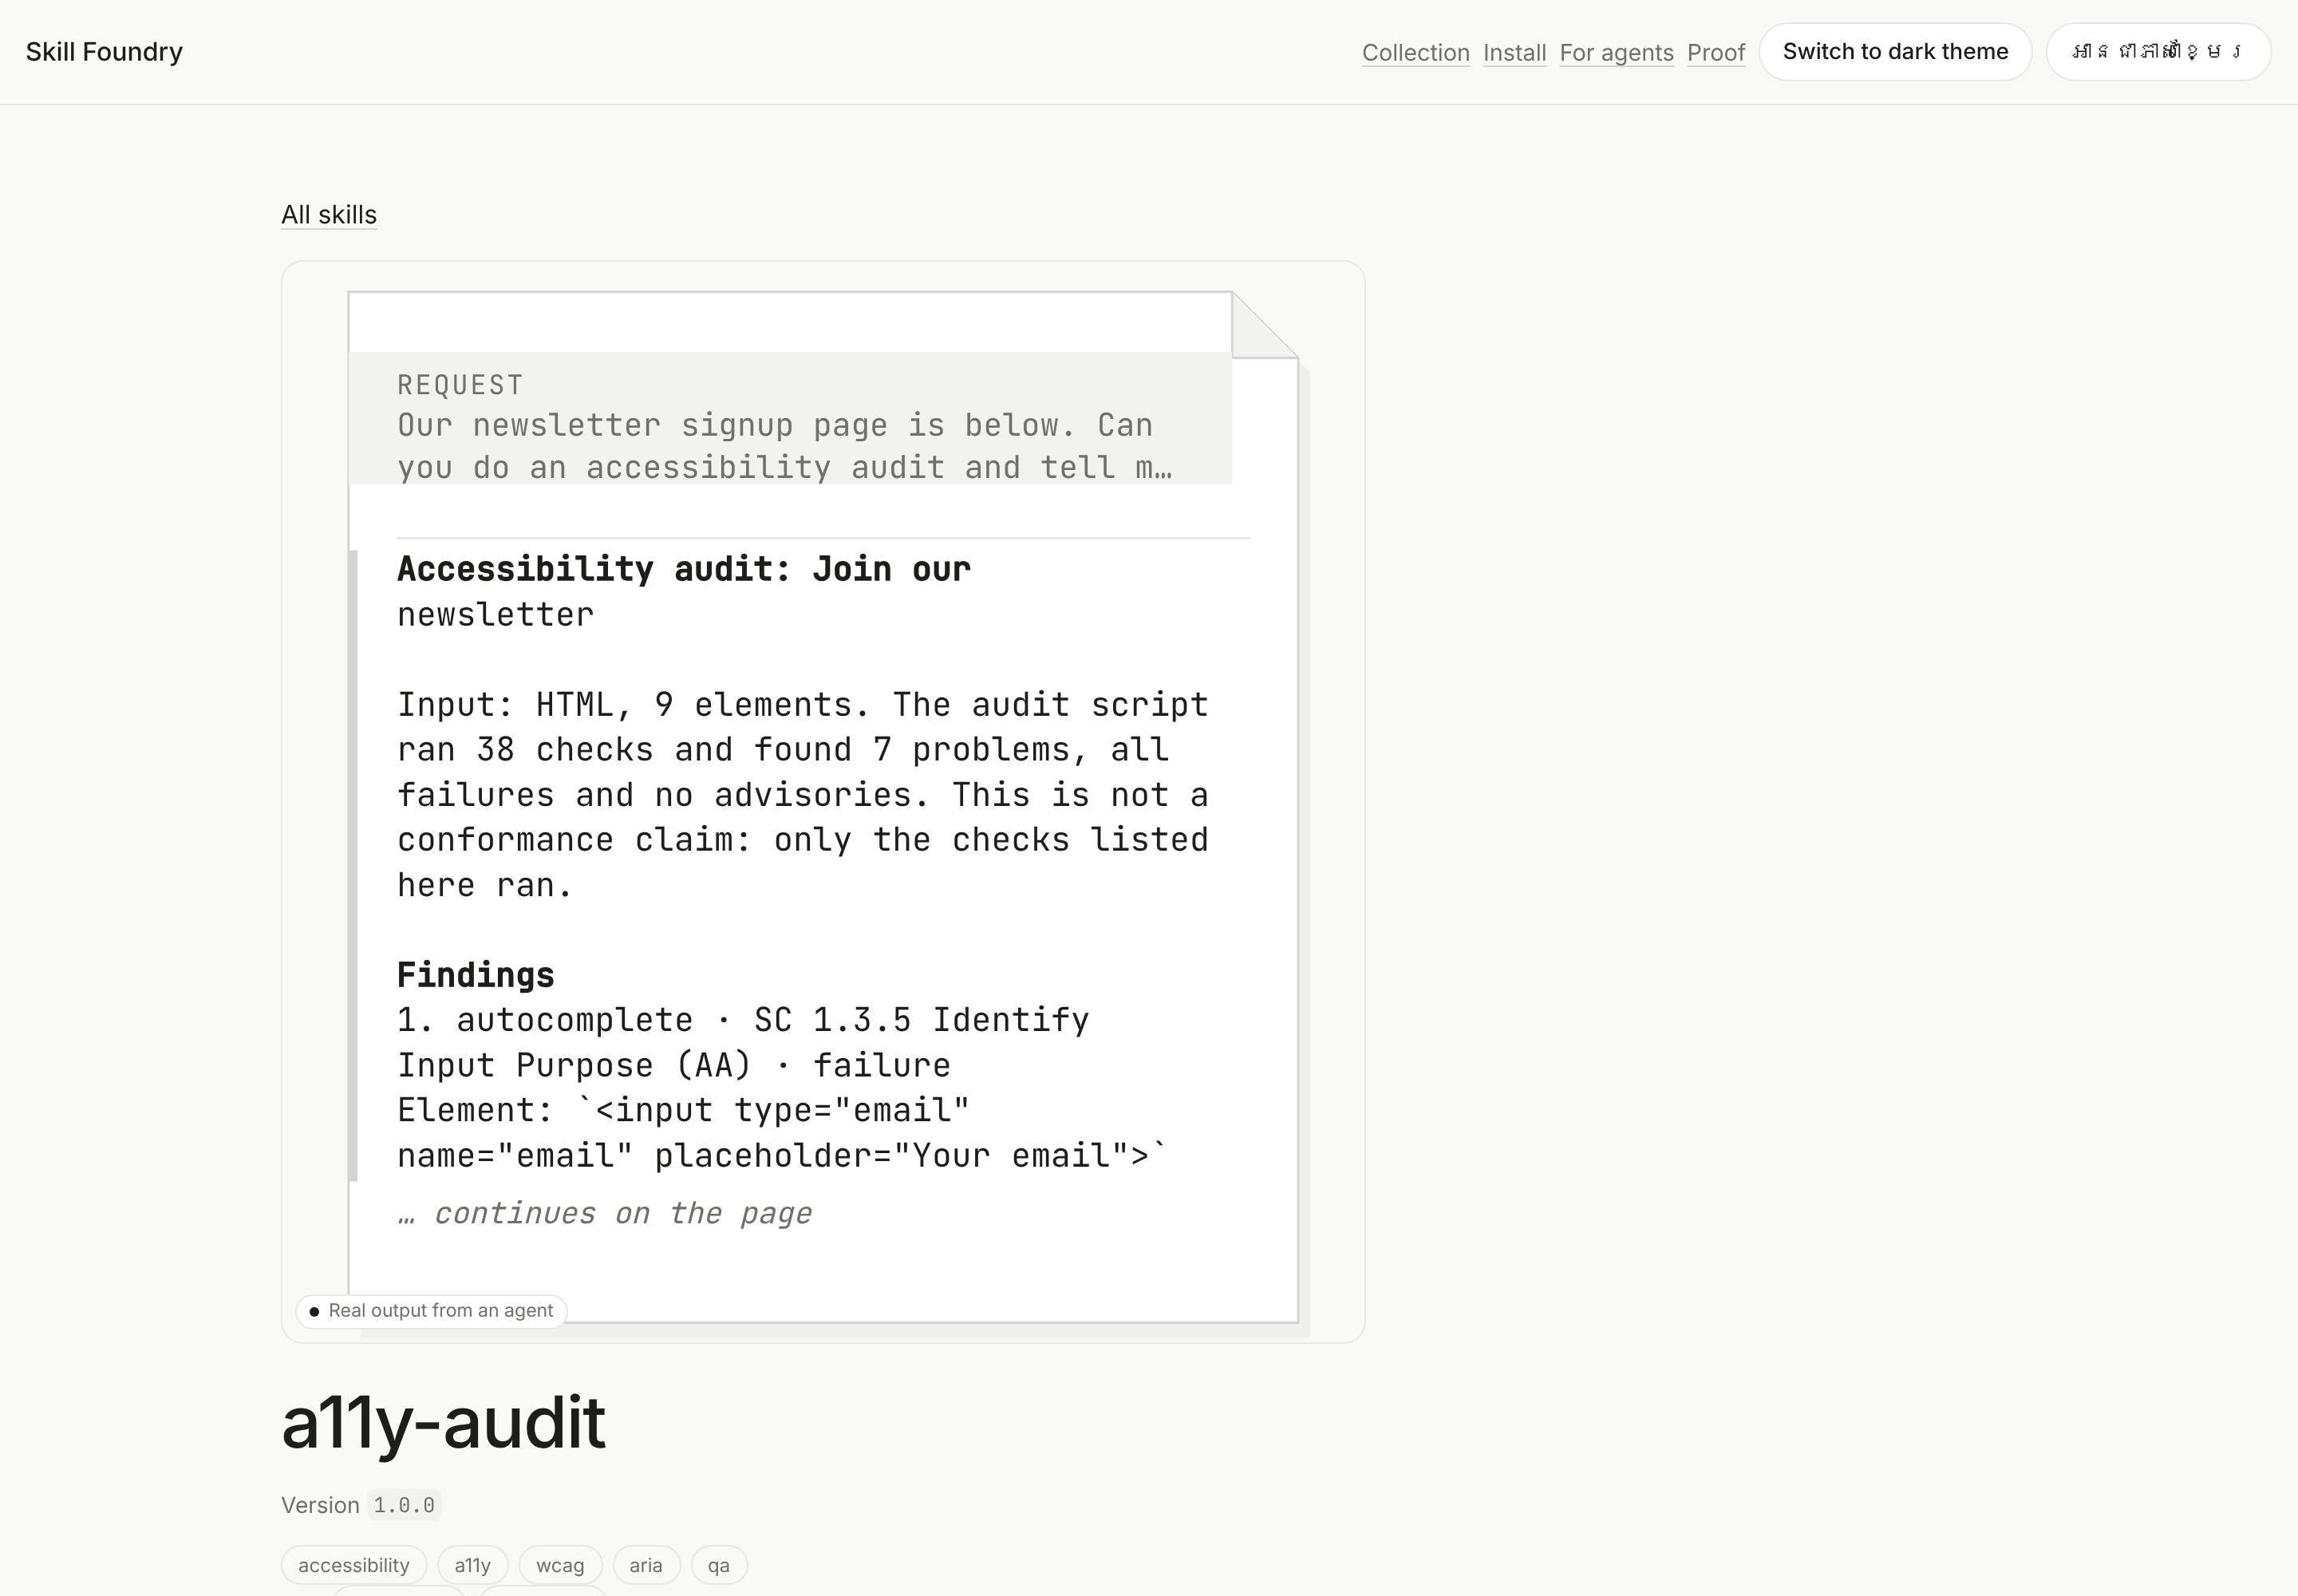 Skill Foundry
Collection Install For agents Proof Switch to dark theme អានជាភាសាខ្មែរ
All skills
REQUEST
Our newsletter signup page is below. Can
you do an accessibility audit and tell m…
Accessibility audit: Join our
newsletter
Input: HTML, 9 elements. The audit script
ran 38 checks and found 7 problems, all
failures and no advisories. This is not a
conformance claim: only the checks listed
here ran.
Findings
1. autocomplete · SC 1.3.5 Identify
Input Purpose (AA) · failure
Element: `<input type="email"
name="email" placeholder="Your email">`
… continues on the page
Real output from an agent
a11y-audit
Version 1.0.0
accessibility a11y wcag aria qa